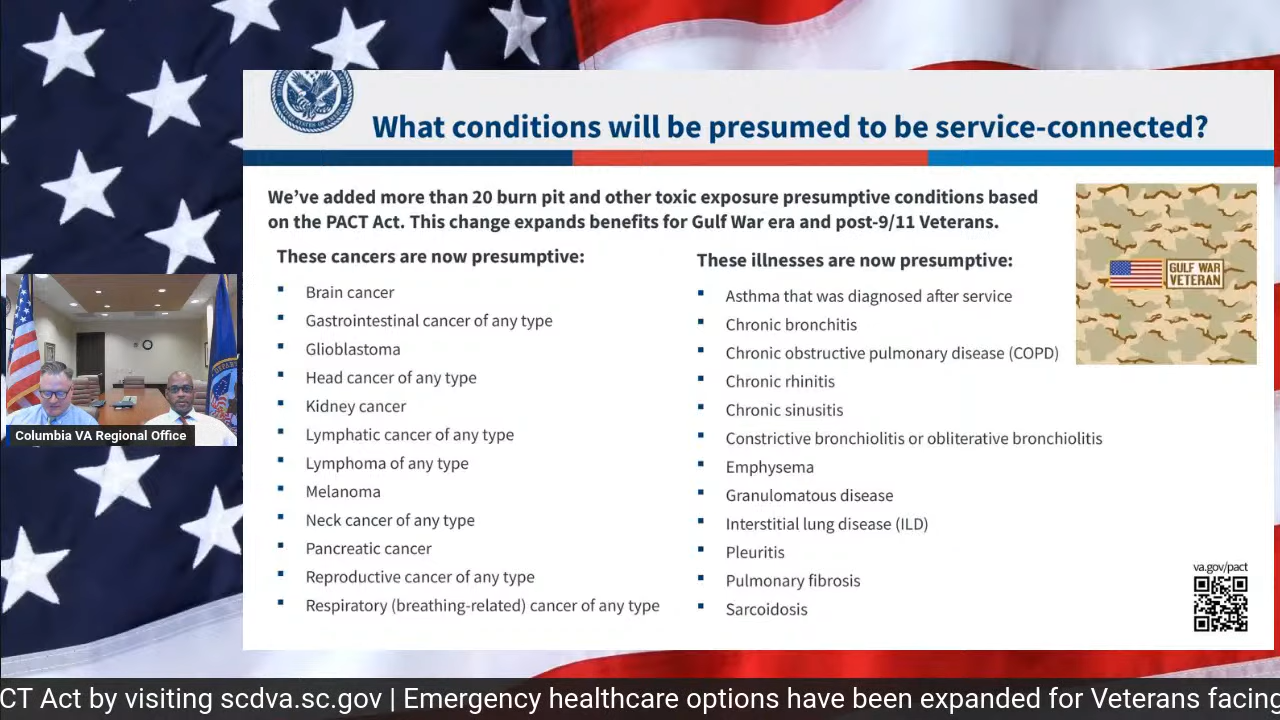 What conditions will be presumed to be service-connected?
We’ve added more than 20 burn pit and other toxic exposure presumptive conditions based
on the PACT Act. This change expands benefits for Gulf War era and post-9/11 Veterans.
These cancers are now presumptive:
Brain cancer
Gastrointestinal cancer of any type
Glioblastoma
Head cancer of any type
Kidney cancer
Lymphatic cancer of any type
Lymphoma of any type
Melanoma
Neck cancer of any type
Pancreatic cancer
Reproductive cancer of any type
Respiratory (breathing-related) cancer of any type
These illnesses are now presumptive:
Asthma that was diagnosed after service
Chronic bronchitis
Chronic obstructive pulmonary disease (COPD)
Chronic rhinitis
Chronic sinusitis
Constrictive bronchiolitis or obliterative bronchiolitis
Emphysema
Granulomatous disease
Interstitial lung disease (ILD)
Pleuritis
Pulmonary fibrosis
Sarcoidosis
GULF WAR
VETERAN
va.gov/pact
Columbia VA Regional Office
CT Act by visiting scdva.sc.gov | Emergency healthcare options have been expanded for Veterans facing